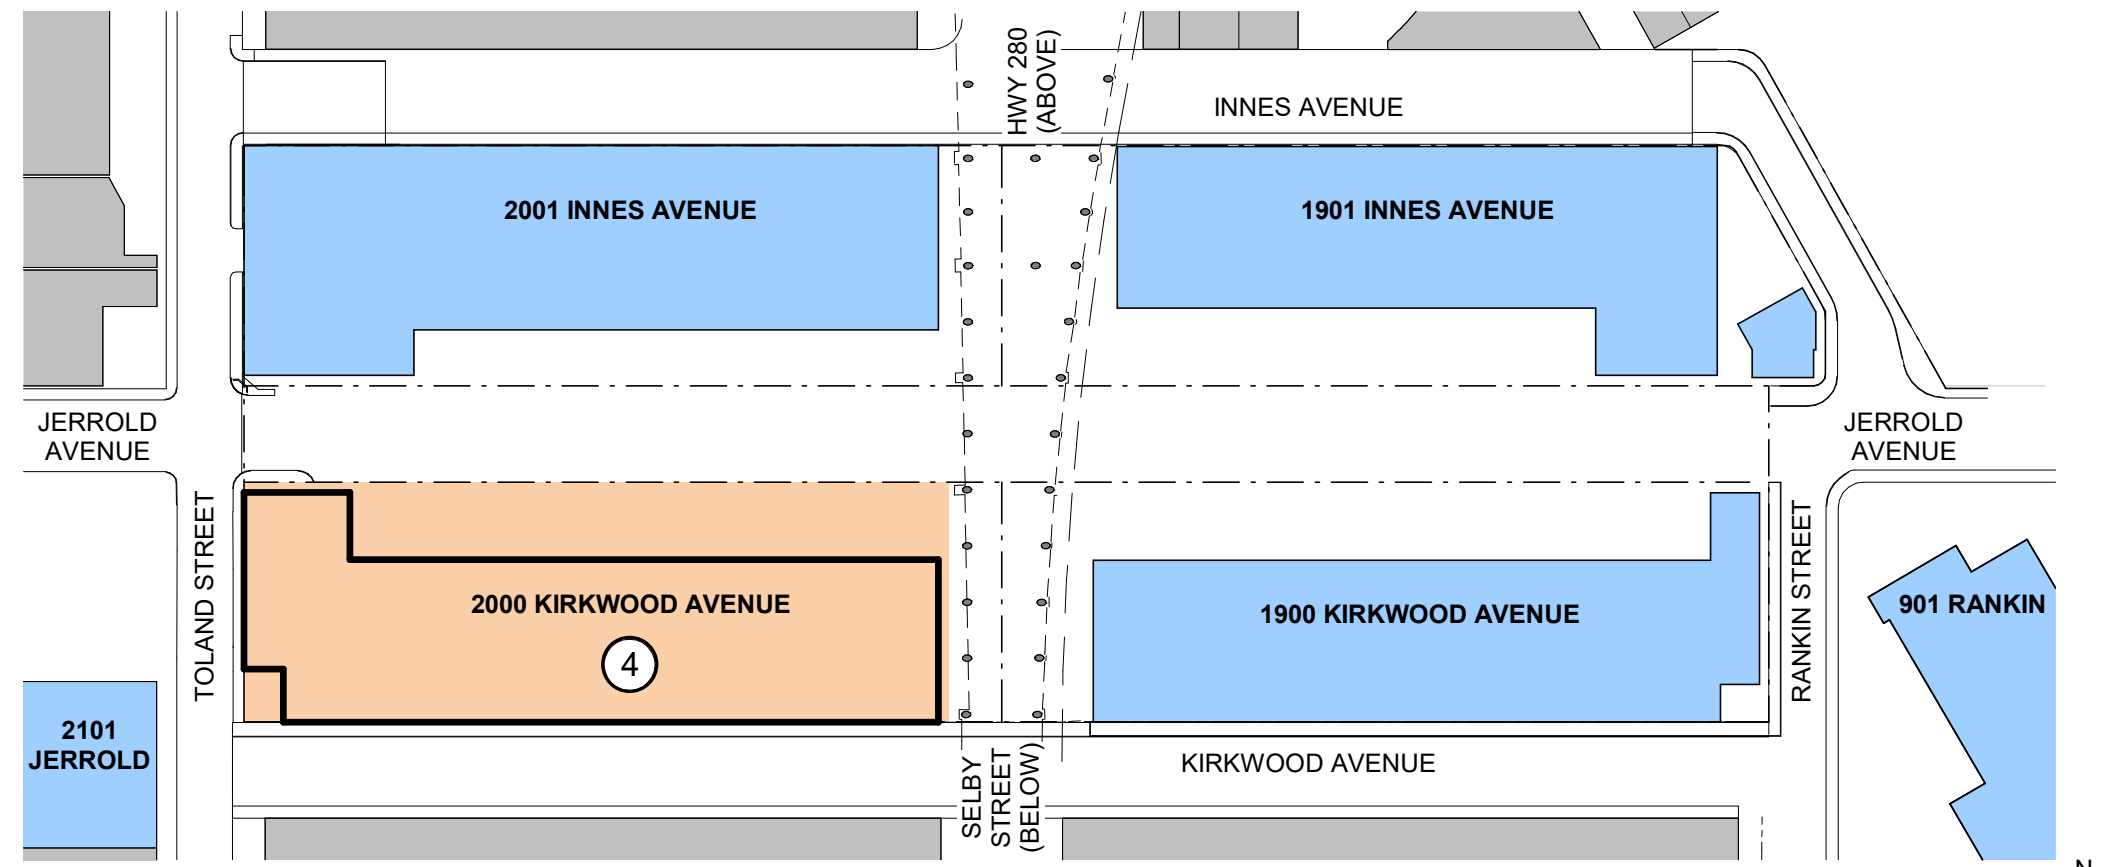 HWY 280
(ABOVE)
INNES AVENUE
2001 INNES AVENUE
1901 INNES AVENUE
JERROLD
AVENUE
JERROLD
AVENUE
TOLAND STREET
2000 KIRKWOOD AVENUE
4
1900 KIRKWOOD AVENUE
RANKIN STREET
901 RANKIN
2101
JERROLD
SELBY
STREET
(BELOW)
KIRKWOOD AVENUE
N